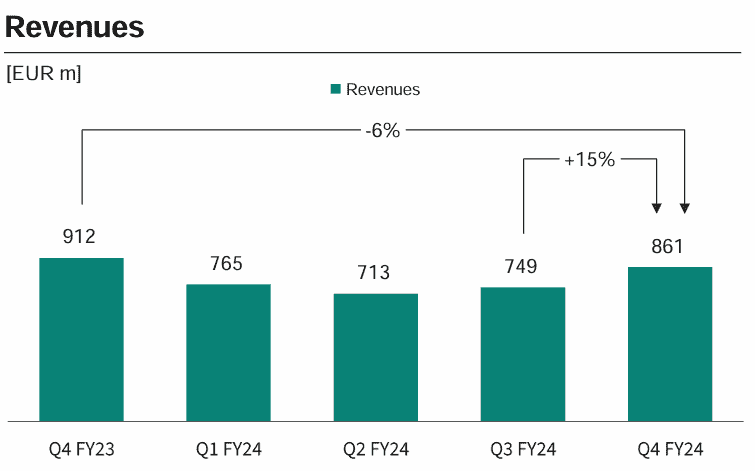 Revenues
[EUR m]
Revenues
-6%
+15%
912
765
713
749
861
Q4 FY23
Q1 FY24
Q2 FY24
Q3 FY24
Q4 FY24